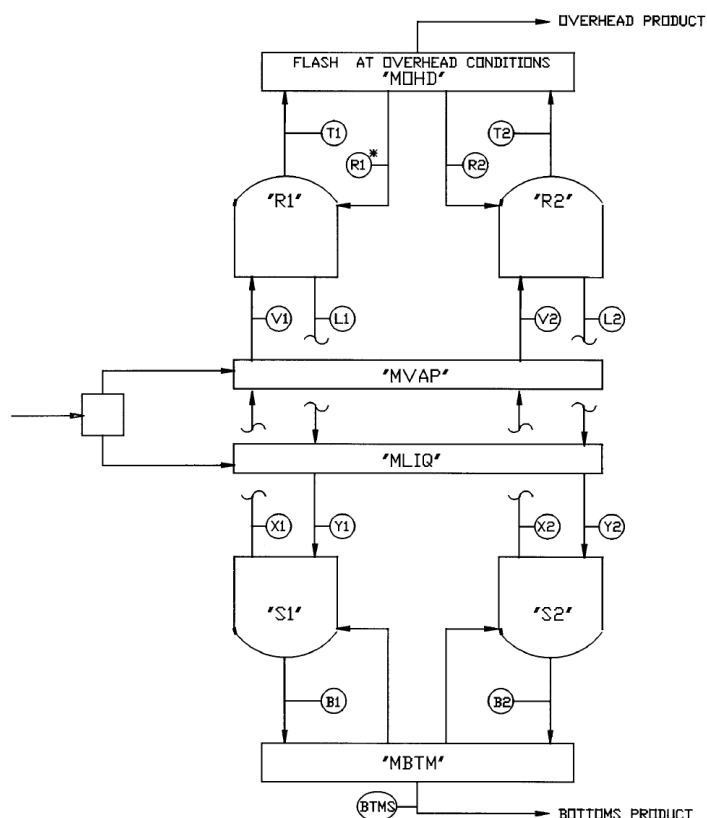 OVERHEAD PRODUCT
FLASH AT OVERHEAD CONDITIONS
"MOHD"
T1
T2
R1 *
R2
"R1"
"R2"
V1
L1
V2
L2
"MVAP"
"MLIQ"
X1
Y1
X2
Y2
"S1"
"S2"
B1
B2
"MBTM"
BTMS
BOTTOMS PRODUCT